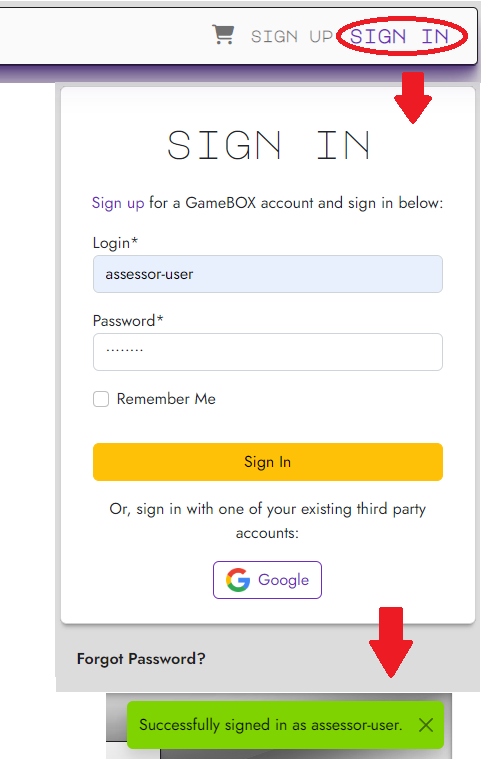 SIGN UP SIGN IN
SIGN IN
Sign up for a GameBOX account and sign in below:
Login*
assessor-user
Password*
........
Remember Me
Sign In
Or, sign in with one of your existing third party
accounts:
Google
Forgot Password?
Successfully signed in as assessor-user.